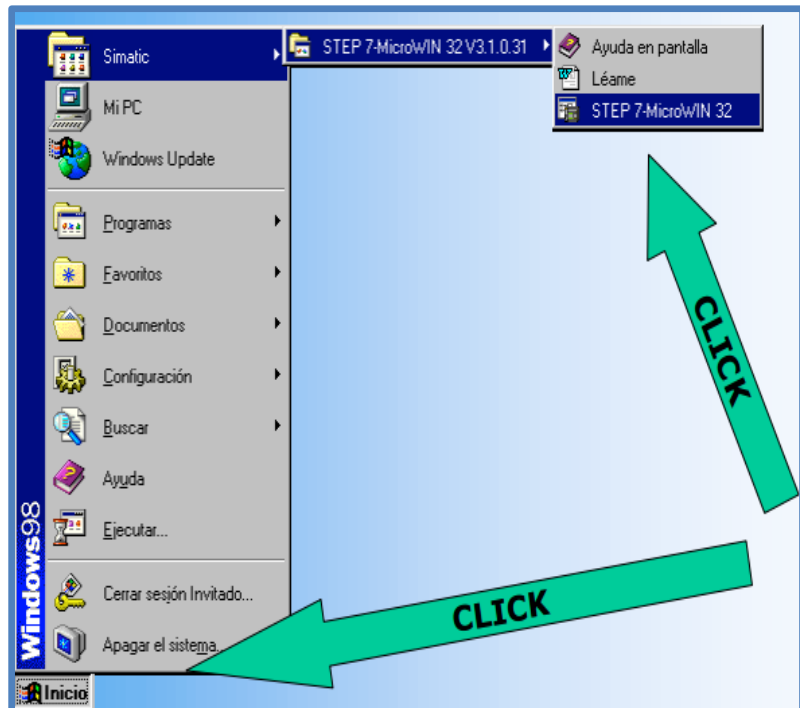 Simatic
STEP 7-MicroWIN 32 V3.1.0.31
Ayuda en pantalla
Léame
STEP 7-MicroWIN 32
Mi PC
Windows Update
Programas
Favoritos
Documentos
Configuración
Buscar
Ayuda
Ejecutar...
Cerrar sesión Invitado...
Apagar el sistema...
Windows98
Inicio
CLICK
CLICK